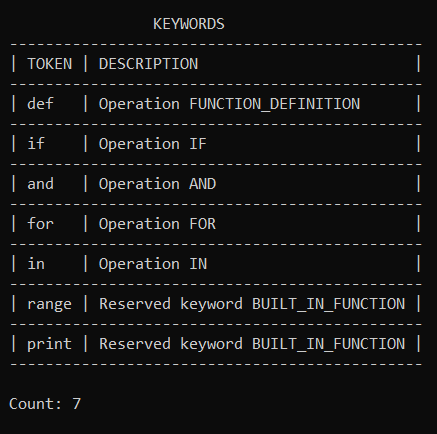 KEYWORDS
----------------------------------------------
| TOKEN | DESCRIPTION                        |
----------------------------------------------
| def   | Operation FUNCTION_DEFINITION      |
----------------------------------------------
| if    | Operation IF                       |
----------------------------------------------
| and   | Operation AND                      |
----------------------------------------------
| for   | Operation FOR                      |
----------------------------------------------
| in    | Operation IN                       |
----------------------------------------------
| range | Reserved keyword BUILT_IN_FUNCTION |
----------------------------------------------
| print | Reserved keyword BUILT_IN_FUNCTION |
----------------------------------------------
Count: 7